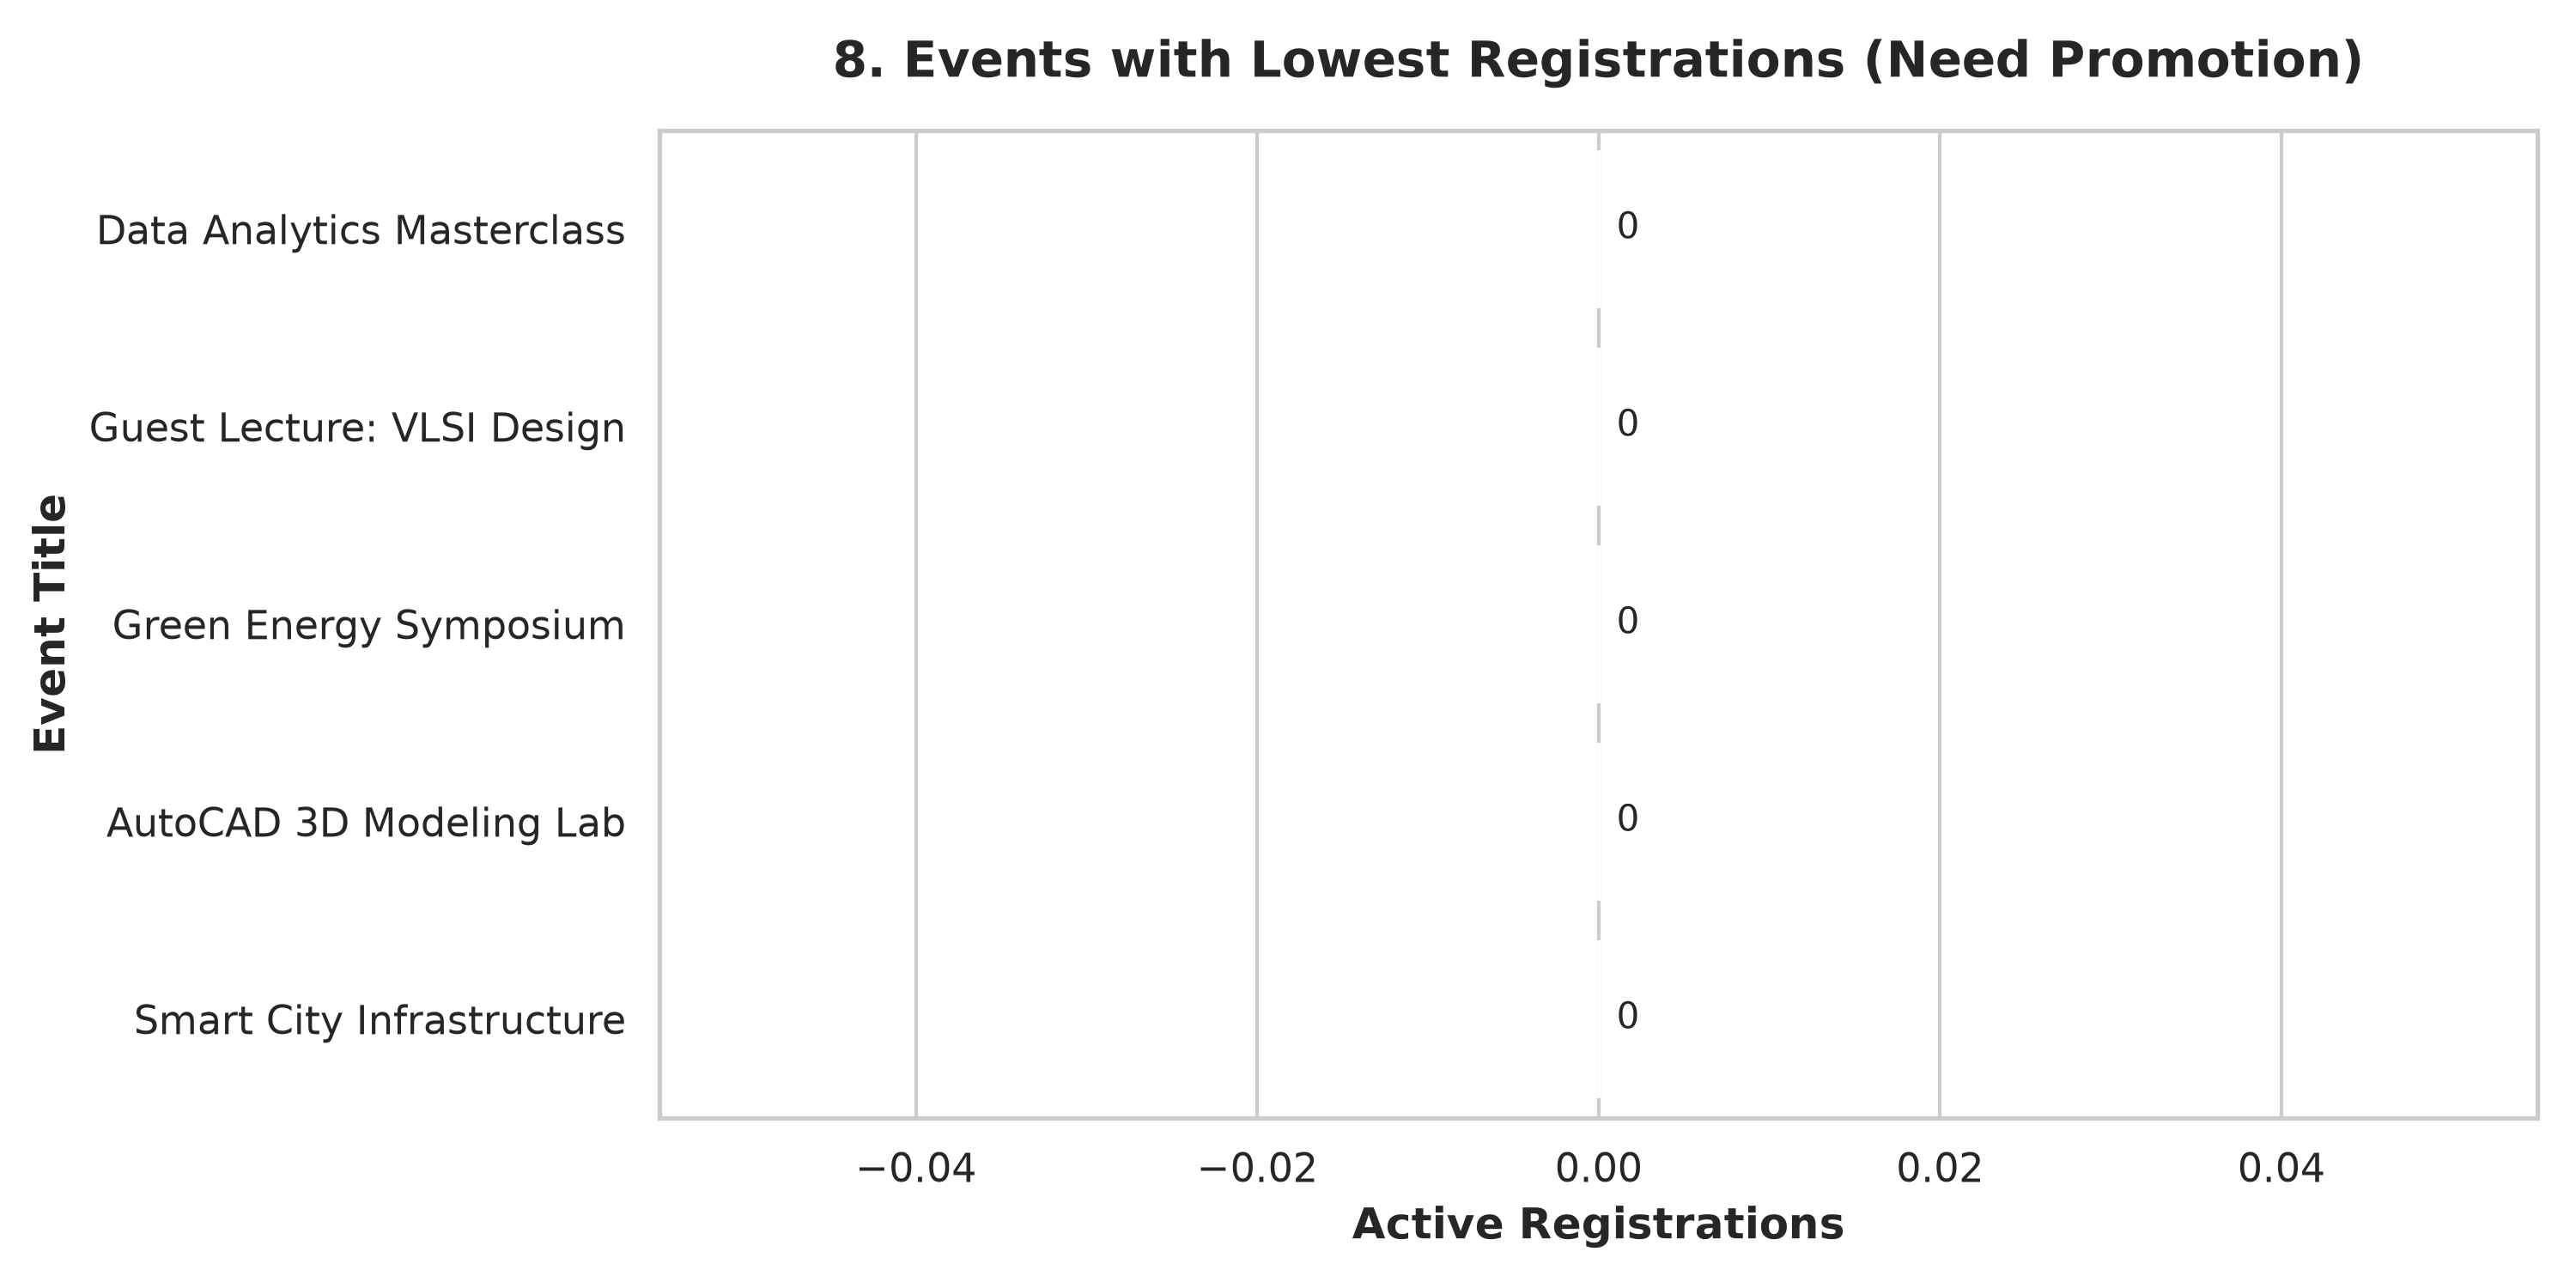 8. Events with Lowest Registrations (Need Promotion)
Event Title
Data Analytics Masterclass
0
Guest Lecture: VLSI Design
0
Green Energy Symposium
0
AutoCAD 3D Modeling Lab
0
Smart City Infrastructure
0
−0.04 −0.02 0.00 0.02 0.04
Active Registrations